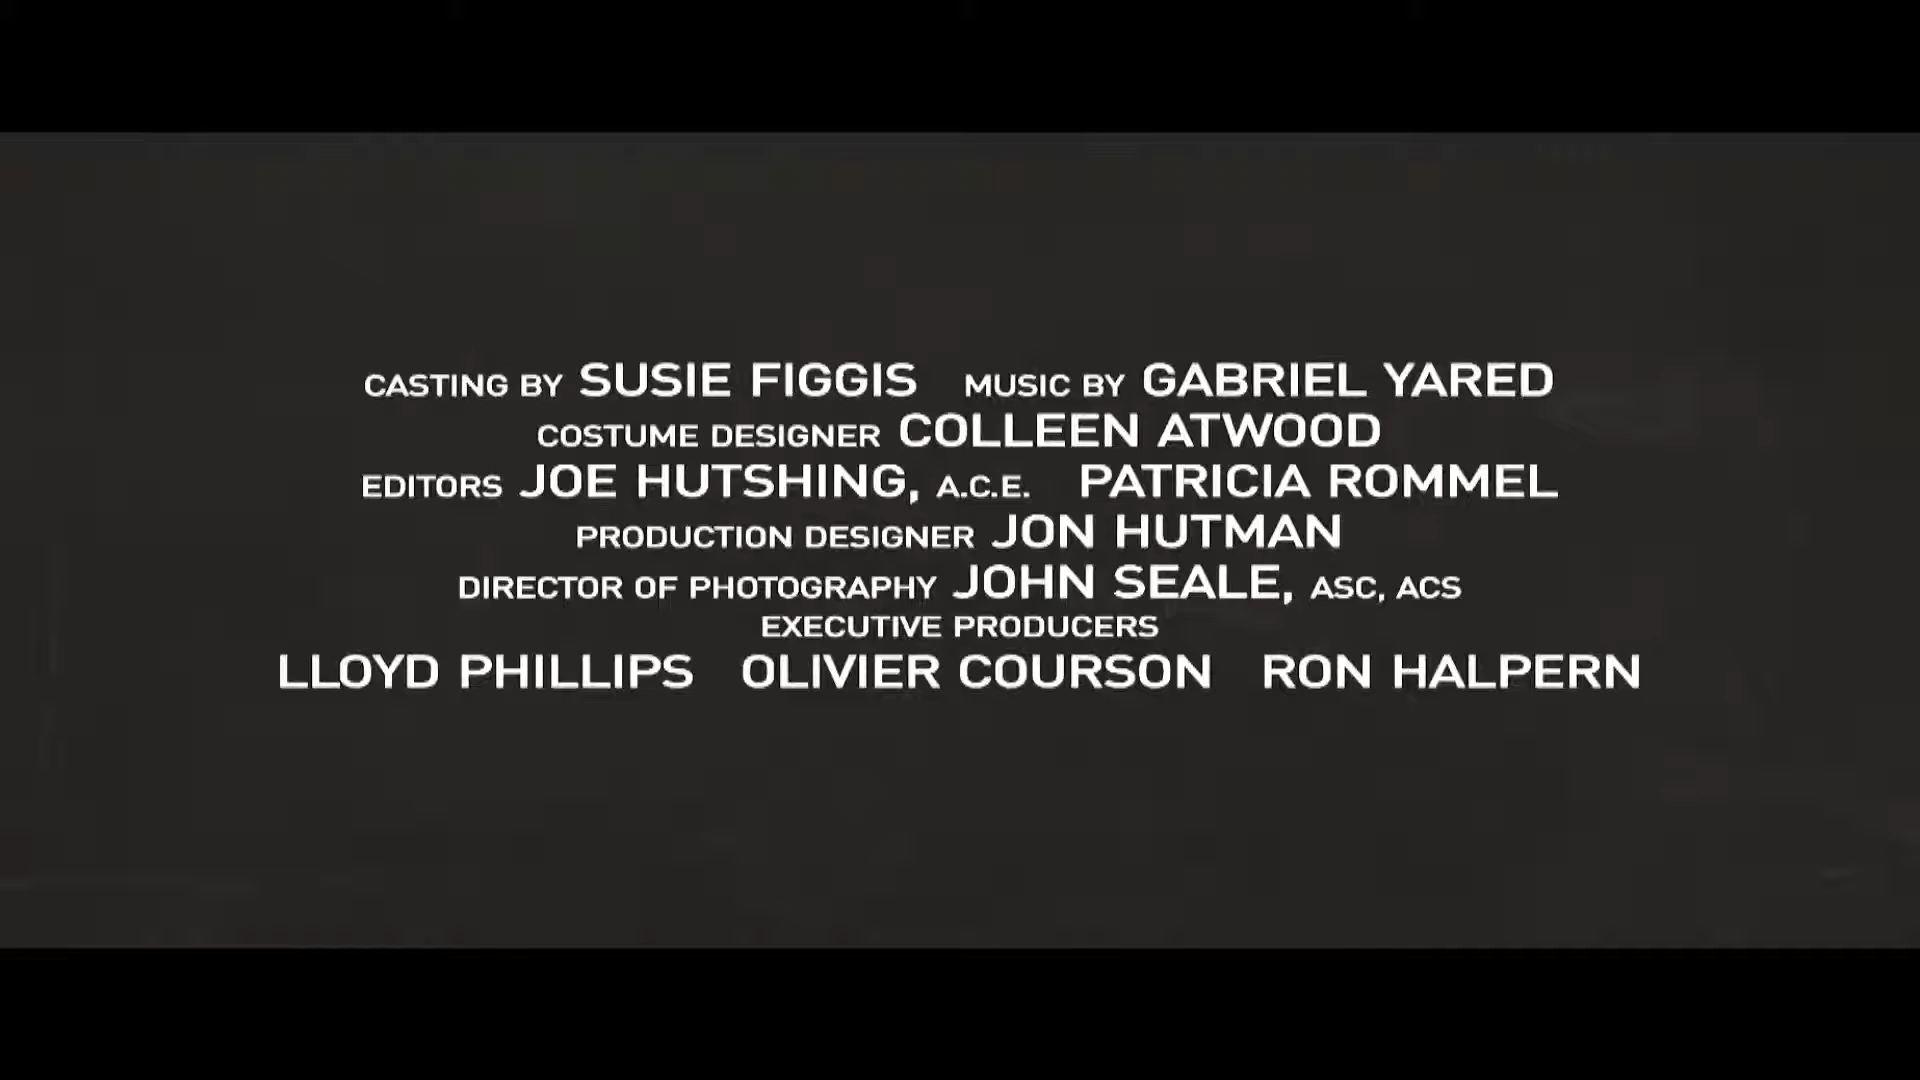 CASTING BY SUSIE FIGGIS MUSIC BY GABRIEL YARED
COSTUME DESIGNER COLLEEN ATWOOD
EDITORS JOE HUTSHING, A.C.E. PATRICIA ROMMEL
PRODUCTION DESIGNER JON HUTMAN
DIRECTOR OF PHOTOGRAPHY JOHN SEALE, ASC, ACS
EXECUTIVE PRODUCERS
LLOYD PHILLIPS OLIVIER COURSON RON HALPERN